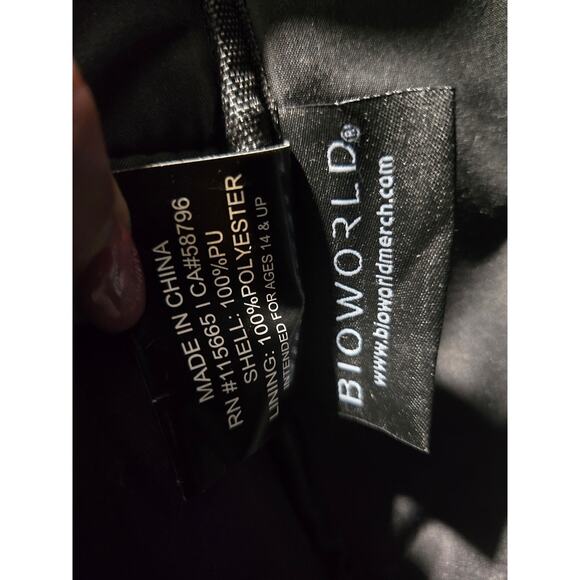 MADE IN CHINA
RN #115665 | CA#58796
SHELL: 100%PU
LINING: 100%POLYESTER
INTENDED FOR AGES 14 & UP
BIOWORLD®
www.bioworldmerch.com